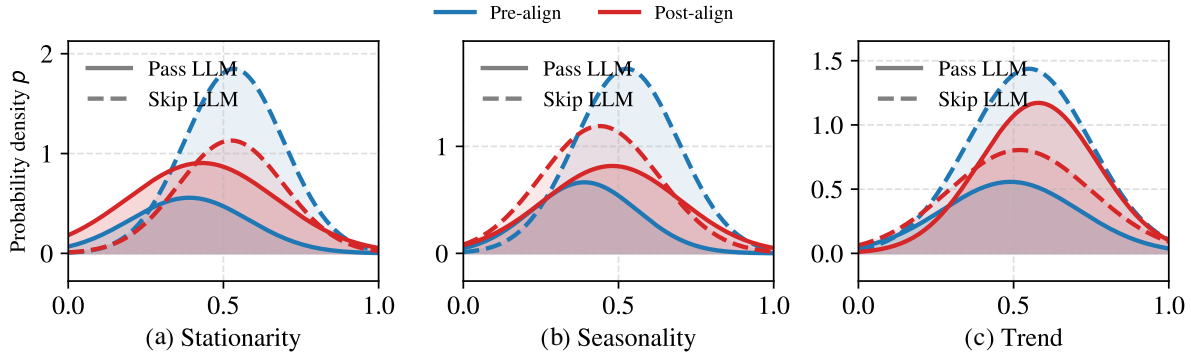 Pre-align Post-align
Probability density p
2
1
0
Pass LLM
Skip LLM
0.0 0.5 1.0
(a) Stationarity
1
0
Pass LLM
Skip LLM
0.0 0.5 1.0
(b) Seasonality
1.5
1.0
0.5
0.0
Pass LLM
Skip LLM
0.0 0.5 1.0
(c) Trend